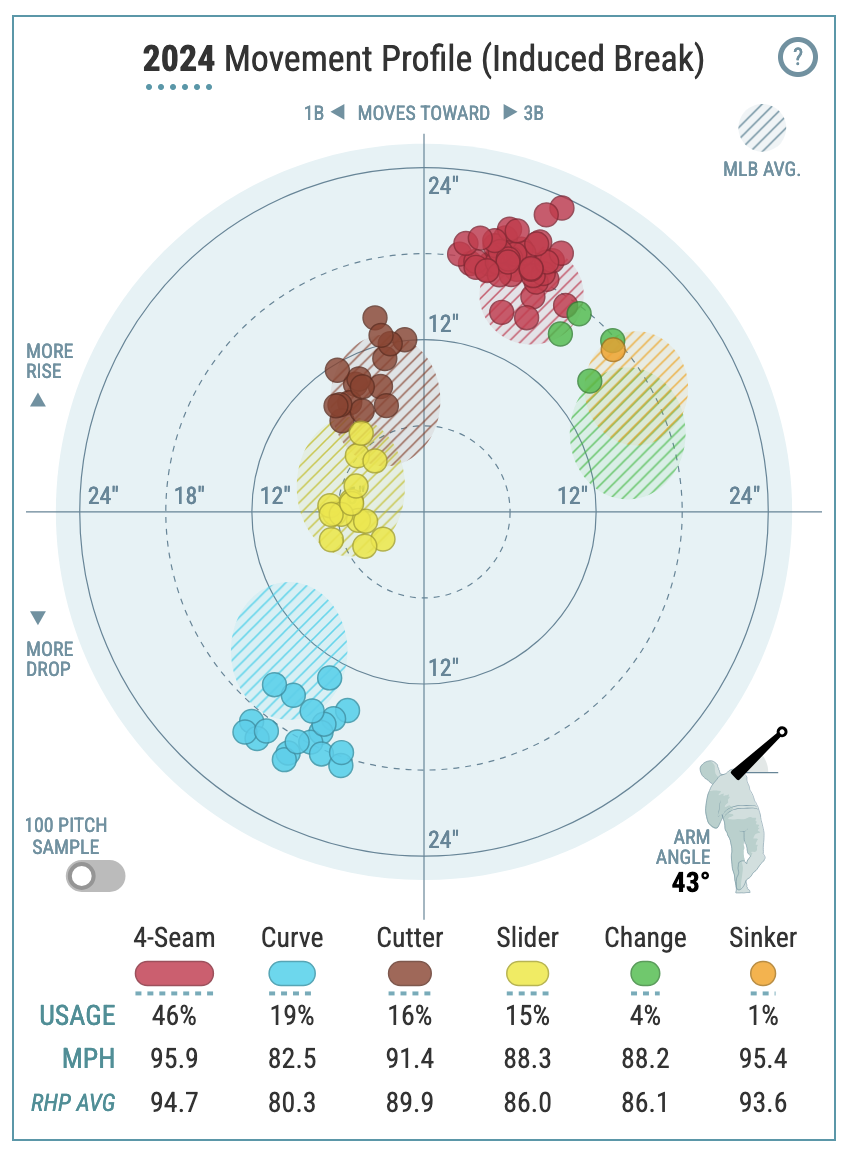 2024 Movement Profile (Induced Break)
?
1B ◀ MOVES TOWARD ▶ 3B
MLB AVG.
24"
12"
MORE
RISE
▲
24" 18" 12" 12" 24"
▼
MORE
DROP
12"
24"
100 PITCH
SAMPLE
ARM
ANGLE
43°
4-Seam Curve Cutter Slider Change Sinker
USAGE 46% 19% 16% 15% 4% 1%
MPH 95.9 82.5 91.4 88.3 88.2 95.4
RHP AVG 94.7 80.3 89.9 86.0 86.1 93.6